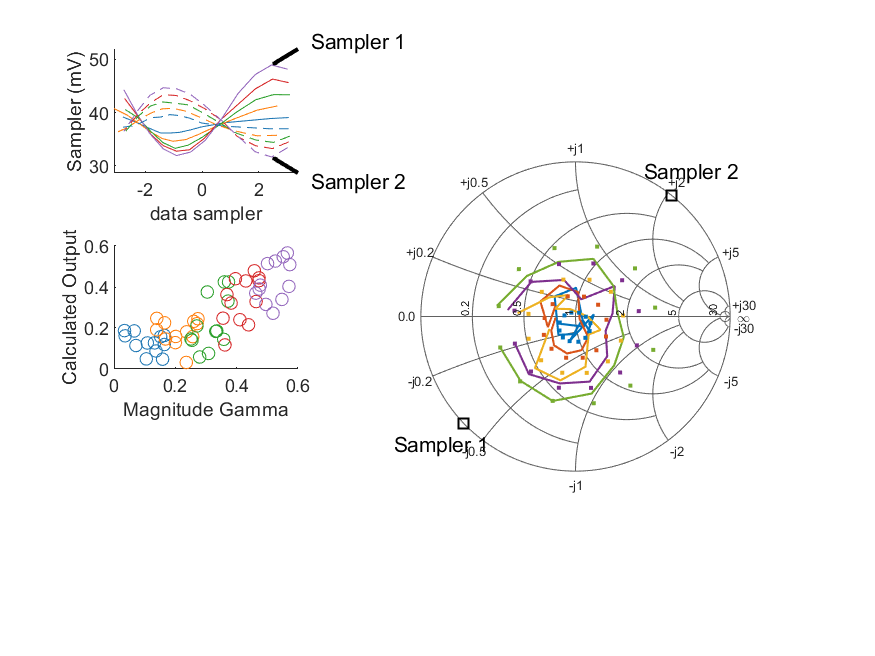 Sampler 1
50
40
30
Sampler (mV)
-2
0
2
data sampler
Sampler 2
0.6
0.4
0.2
0
Calculated Output
0
0.2
0.4
0.6
Magnitude Gamma
+j1
Sampler 2
+j0.5
+j2
+j0.2
+j5
0.0
0.2
0.5
1
2
5
30
+j30
∞
-j30
-j0.2
-j5
Sampler 1
-j0.5
-j2
-j1